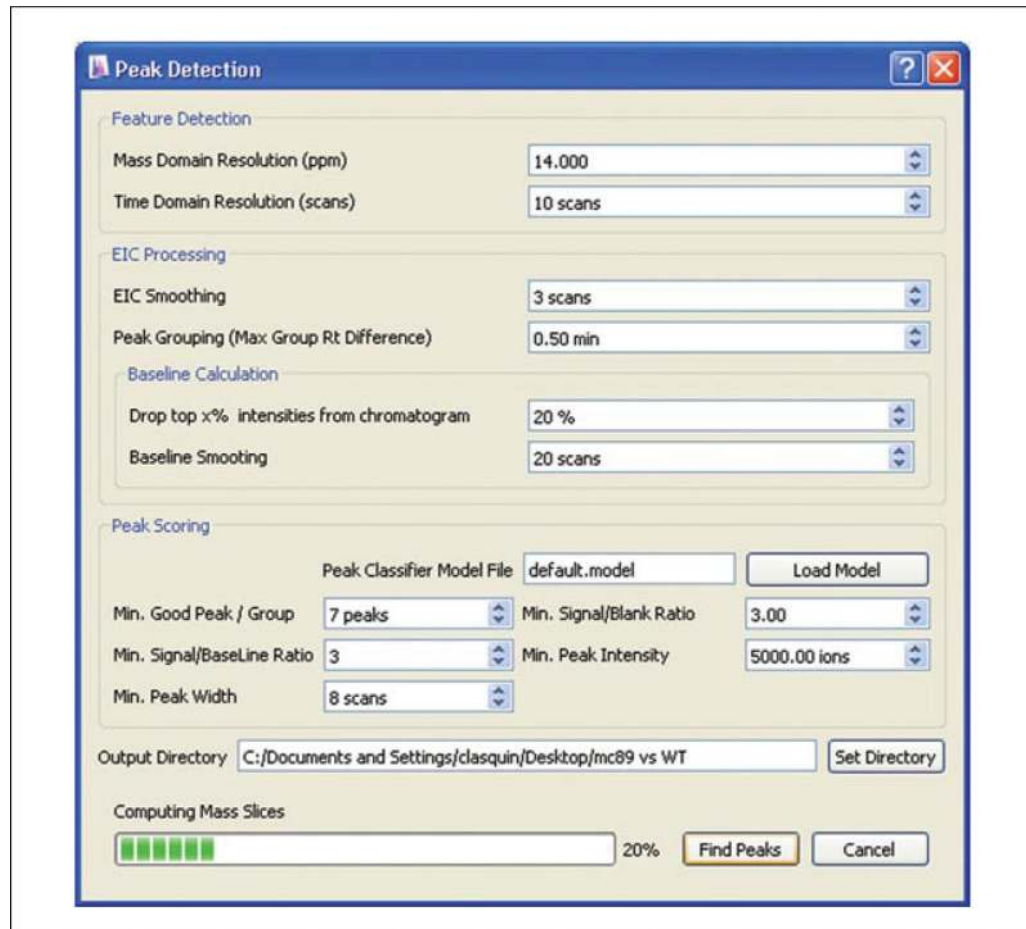 Peak Detection
Feature Detection
Mass Domain Resolution (ppm) 14.000
Time Domain Resolution (scans) 10 scans
EIC Processing
EIC Smoothing 3 scans
Peak Grouping (Max Group Rt Difference) 0.50 min
Baseline Calculation
Drop top x% intensities from chromatogram 20 %
Baseline Smooting 20 scans
Peak Scoring
Peak Classifier Model File default.model Load Model
Min. Good Peak / Group 7 peaks Min. Signal/Blank Ratio 3.00
Min. Signal/BaseLine Ratio 3 Min. Peak Intensity 5000.00 ions
Min. Peak Width 8 scans
Output Directory C:/Documents and Settings/clasquin/Desktop/mc89 vs WT Set Directory
Computing Mass Slices
20% Find Peaks Cancel